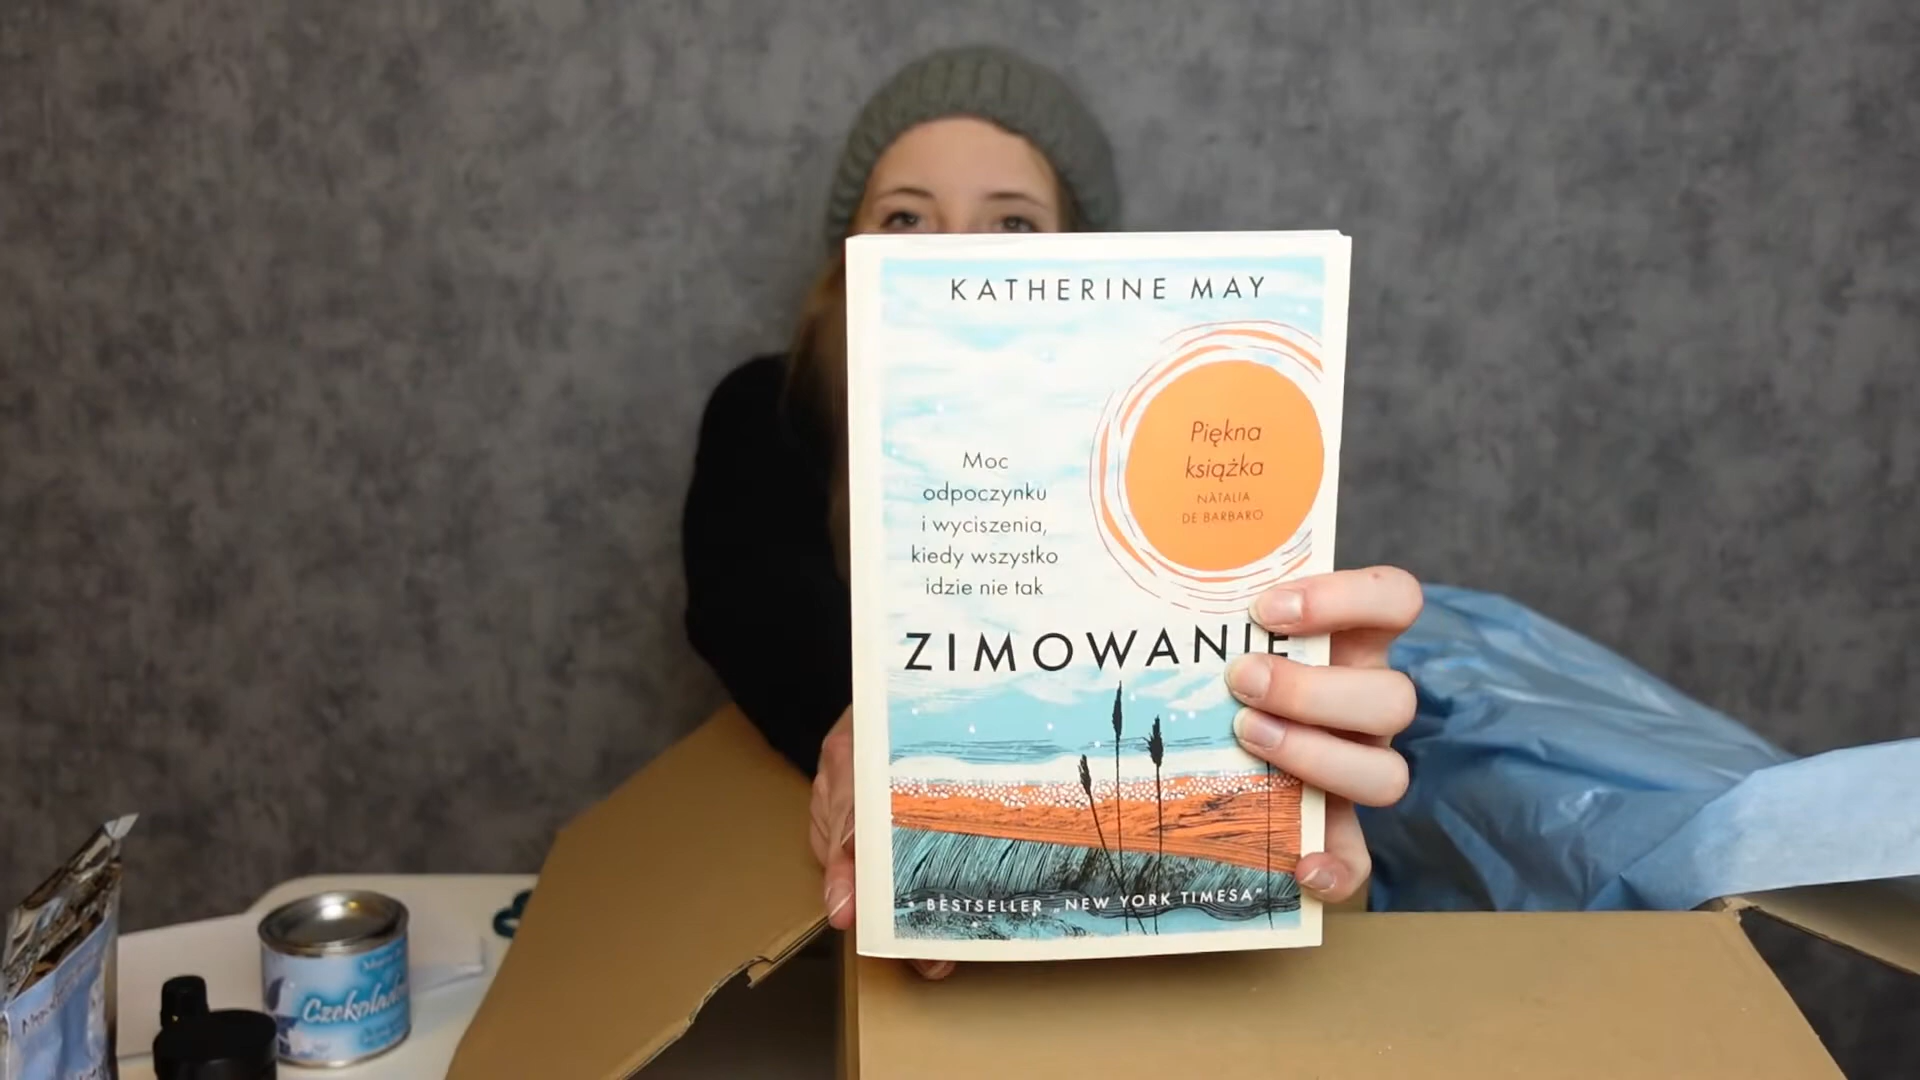 KATHERINE MAY
Piękna
książka
NATALIA
DE BARBARO
Moc
odpoczynku
i wyciszenia,
kiedy wszystko
idzie nie tak
ZIMOWANIE
• BESTSELLER „NEW YORK TIMESA”